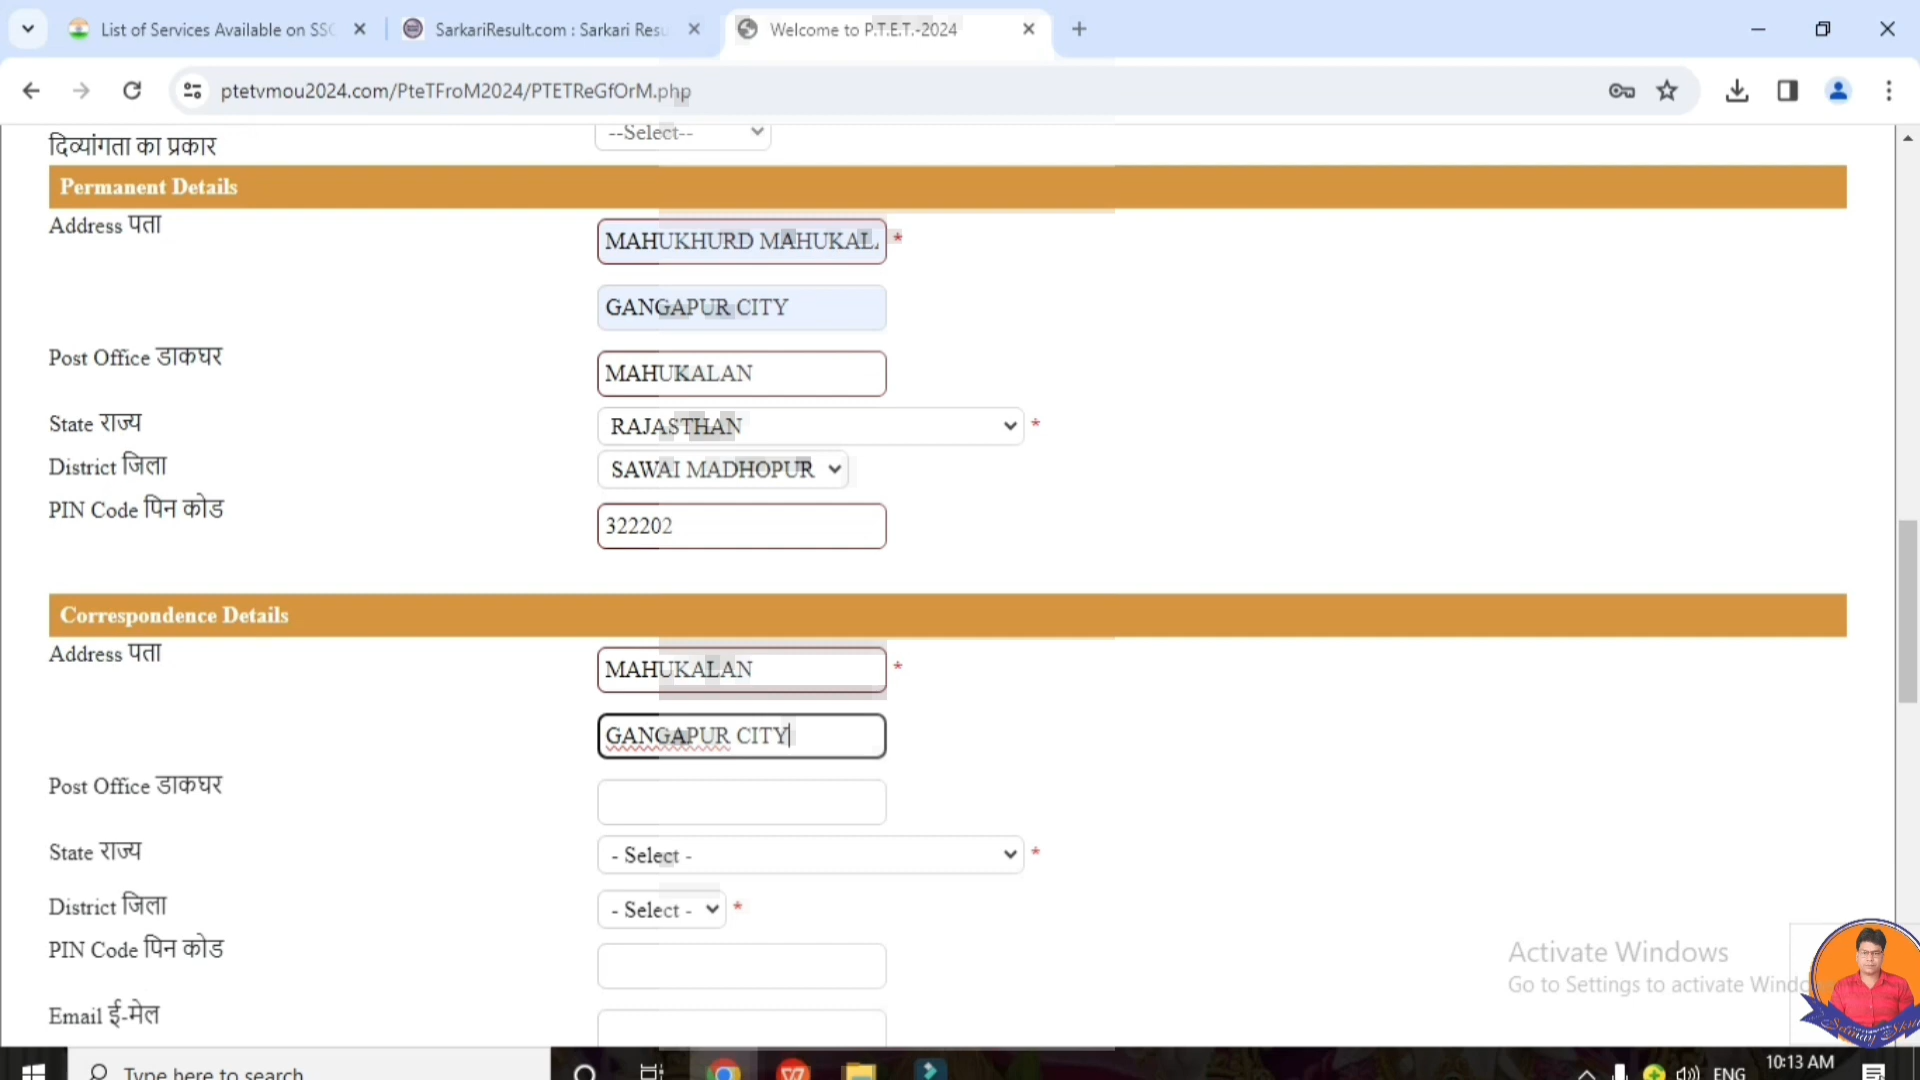 List of Services Available on SS
SarkariResult.com : Sarkari Resu
Welcome to P.T.E.T.-2024
ptetvmou2024.com/PteTFroM2024/PTETReGfOrM.php
दिव्यांगता का प्रकार
--Select--
Permanent Details
Address पता
MAHUKHURD MAHUKAL
*
GANGAPUR CITY
Post Office डाकघर
MAHUKALAN
State राज्य
RAJASTHAN
*
District जिला
SAWAI MADHOPUR
PIN Code पिन कोड
322202
Correspondence Details
Address पता
MAHUKALAN
*
GANGAPUR CITY
Post Office डाकघर
State राज्य
- Select -
*
District जिला
- Select -
*
PIN Code पिन कोड
Email ई-मेल
Activate Windows
Go to Settings to activate Windo
Type here to search
ENG
10:13 AM